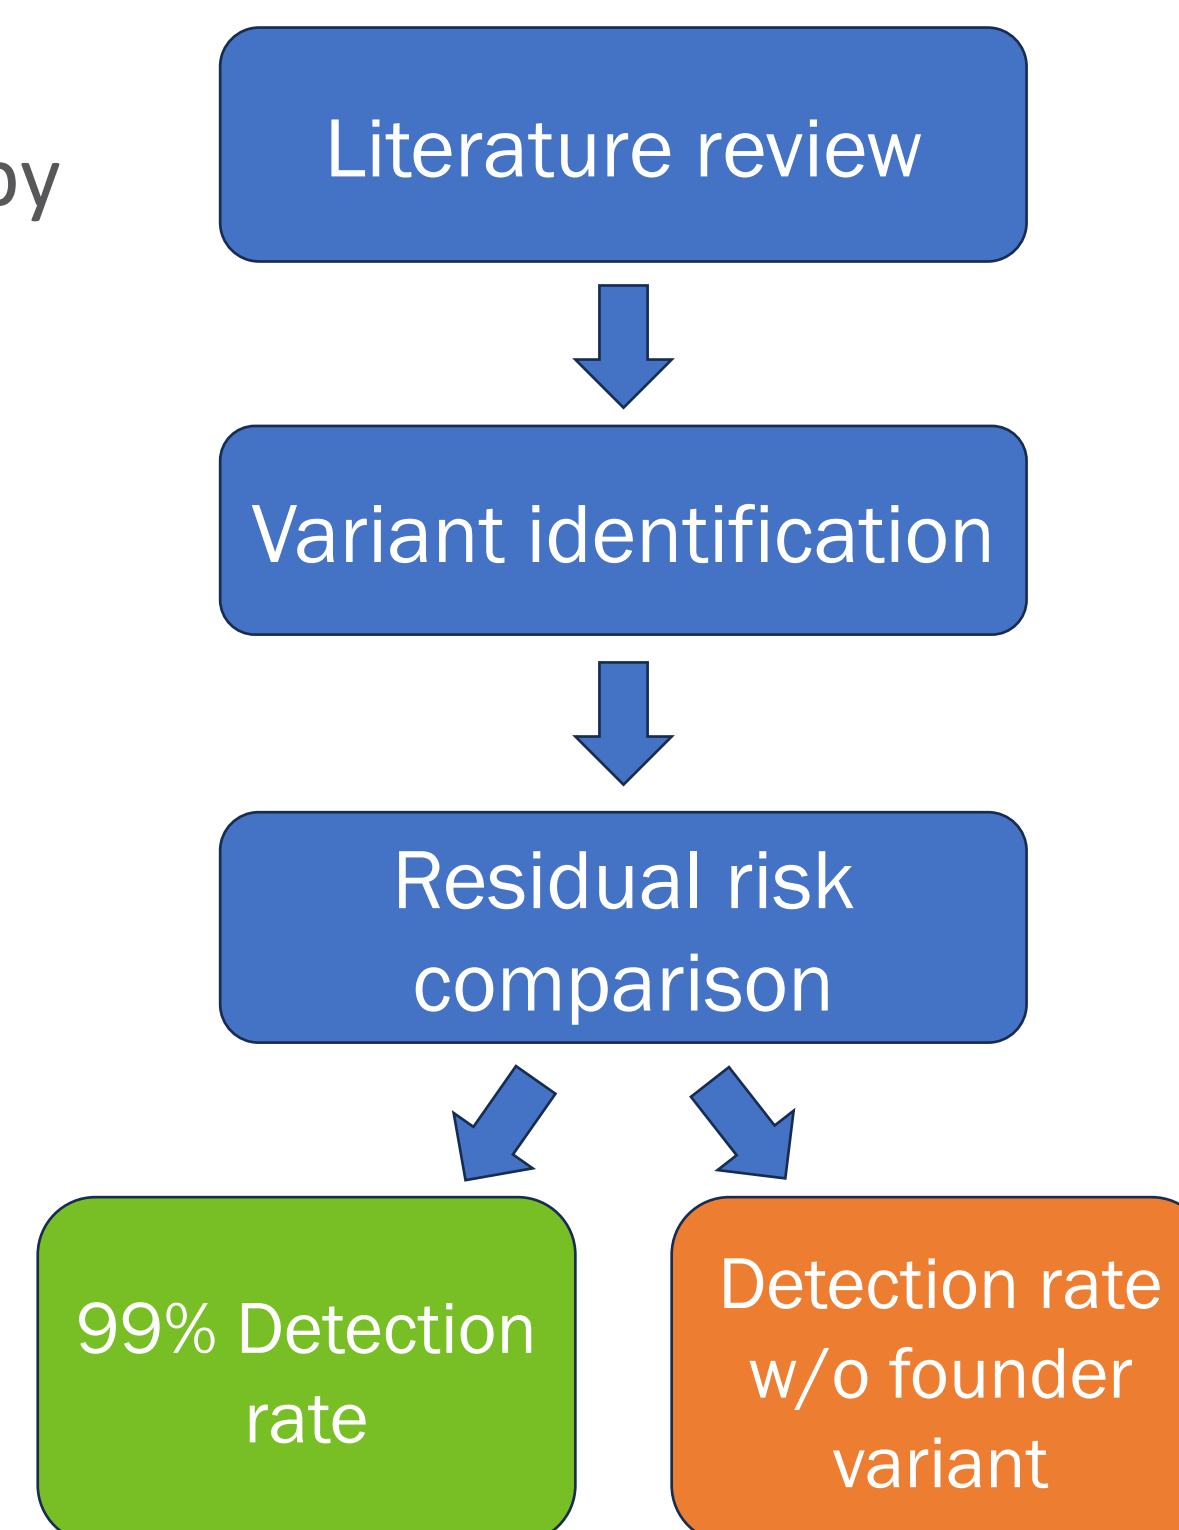 Literature review
Variant identification
Residual risk
comparison
99% Detection
rate
Detection rate
w/o founder
variant